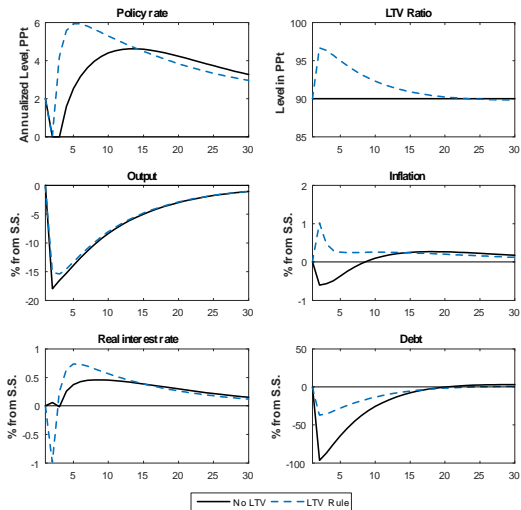 Policy rate
Annualized Level, PPt
6
4
2
0
5 10 15 20 25 30
LTV Ratio
Level in PPt
100
95
90
85
5 10 15 20 25 30
Output
% from S.S.
0
-5
-10
-15
-20
5 10 15 20 25 30
Inflation
% from S.S.
2
1
0
-1
5 10 15 20 25 30
Real interest rate
% from S.S.
1
0.5
0
0.5
1
5 10 15 20 25 30
Debt
% from S.S.
50
0
-50
-100
5 10 15 20 25 30
No LTV
LTV Rule